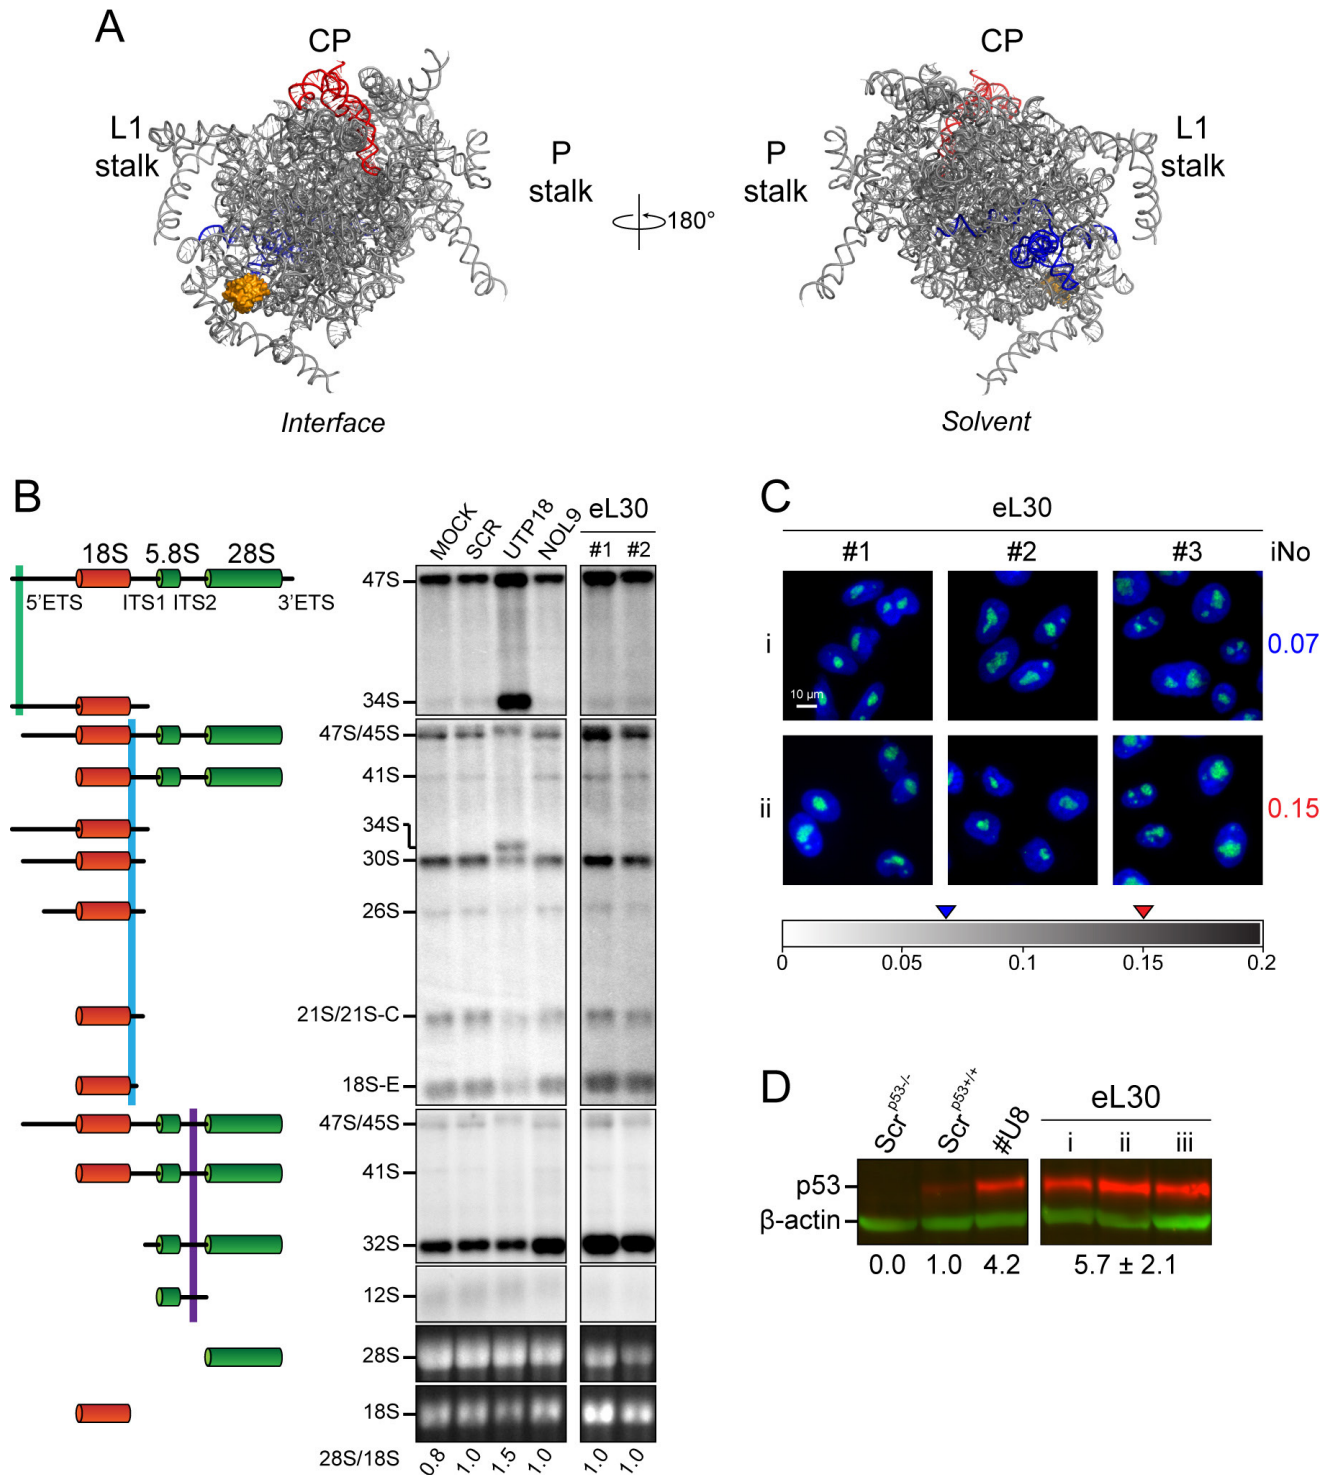 A
CP
L1
stalk
P
stalk
180°
Interface
CP
P
stalk
L1
stalk
Solvent
B
18S 5.8S 28S
5'ETS ITS1 ITS2 3'ETS
MOCK SCR UTP18 NOL9 eL30
#1 #2
47S
34S
47S/45S
41S
34S
30S
26S
21S/21S-C
18S-E
47S/45S
41S
32S
12S
28S
18S
28S/18S 0.8 1.0 1.5 1.0 1.0 1.0
C
eL30
#1 #2 #3 iNo
i 0.07
10 µm
ii 0.15
0 0.05 0.1 0.15 0.2
D
Scr p53-/- Scr p53+/+ #U8 eL30
i ii iii
p53
β-actin
0.0 1.0 4.2 5.7 ± 2.1